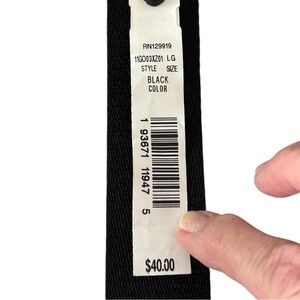 RN129919
11GO03XZ01 LG
STYLE SIZE
BLACK
COLOR
1 93671 11947 5
$40.00